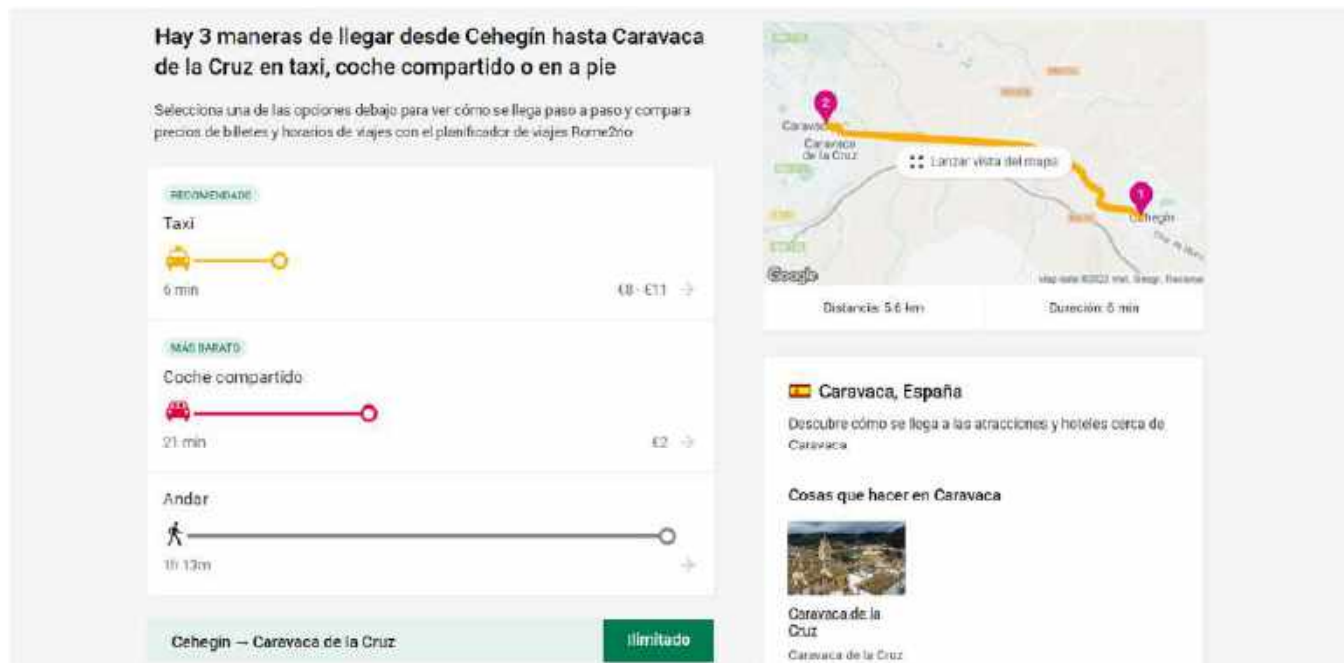 Hay 3 maneras de llegar desde Cehegín hasta Caravaca
de la Cruz en taxi, coche compartido o en a pie
Selecciona una de las opciones debajo para ver cómo se llega paso a paso y compara
precios de billetes y horarios de viajes con el planificador de viajes Rome2rio
RECOMENDADO
Taxi
6 min
€8 - €11
MÁS BARATO
Coche compartido
21 min
€2
Andar
1h 13m
Cehegin → Caravaca de la Cruz
Ilimitado
2
Caravaca
de la Cruz
Lanzar vista del mapa
1
Cehegín
Google
Distancia: 5.6 km
Duración: 6 min
Caravaca, España
Descubre cómo se llega a las atracciones y hoteles cerca de
Caravaca
Cosas que hacer en Caravaca
Caravaca de la
Cruz
Caravaca de la Cruz